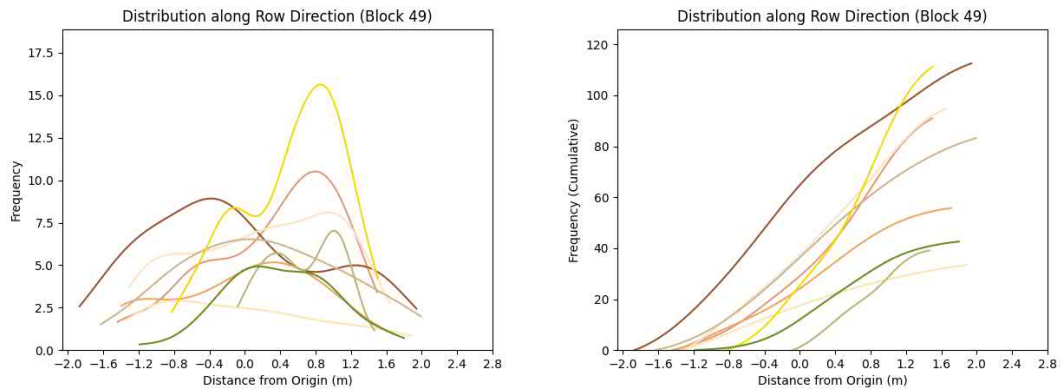 Distribution along Row Direction (Block 49)
Frequency
17.5
15.0
12.5
10.0
7.5
5.0
2.5
0.0
-2.0 -1.6 -1.2 -0.8 -0.4 0.0 0.4 0.8 1.2 1.6 2.0 2.4 2.8
Distance from Origin (m)
Distribution along Row Direction (Block 49)
Frequency (Cumulative)
120
100
80
60
40
20
0
-2.0 -1.6 -1.2 -0.8 -0.4 0.0 0.4 0.8 1.2 1.6 2.0 2.4 2.8
Distance from Origin (m)